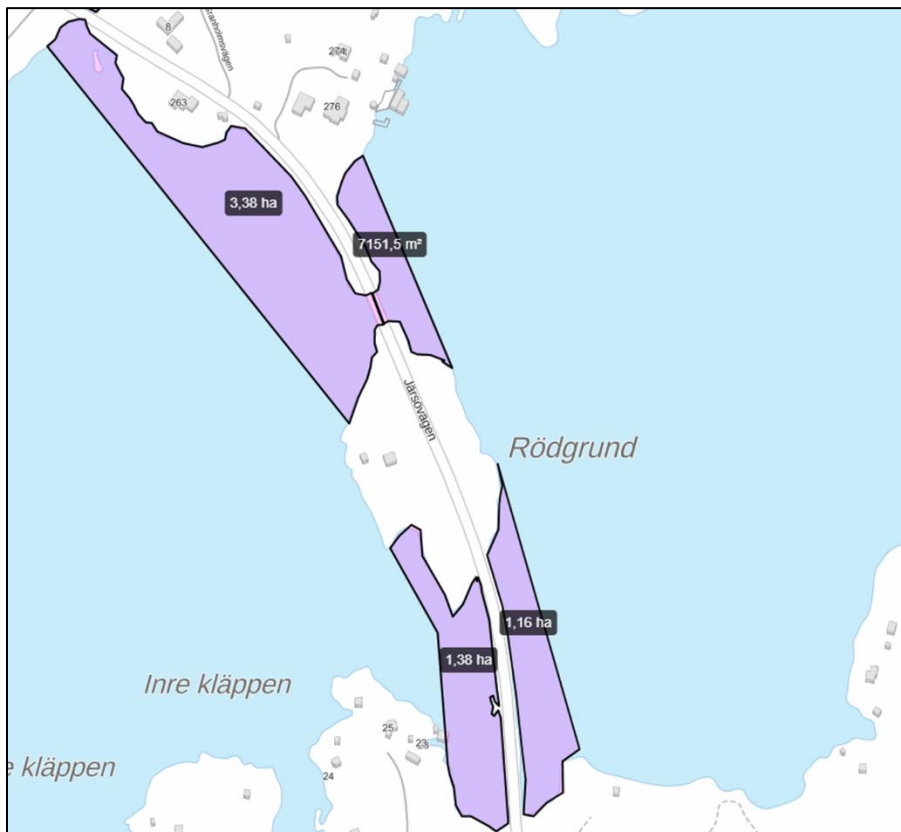 8
274
263
276
3,38 ha
7151,5 m²
Järsövägen
Rödgrund
1,16 ha
1,38 ha
Inre kläppen
25
23
24
kläppen